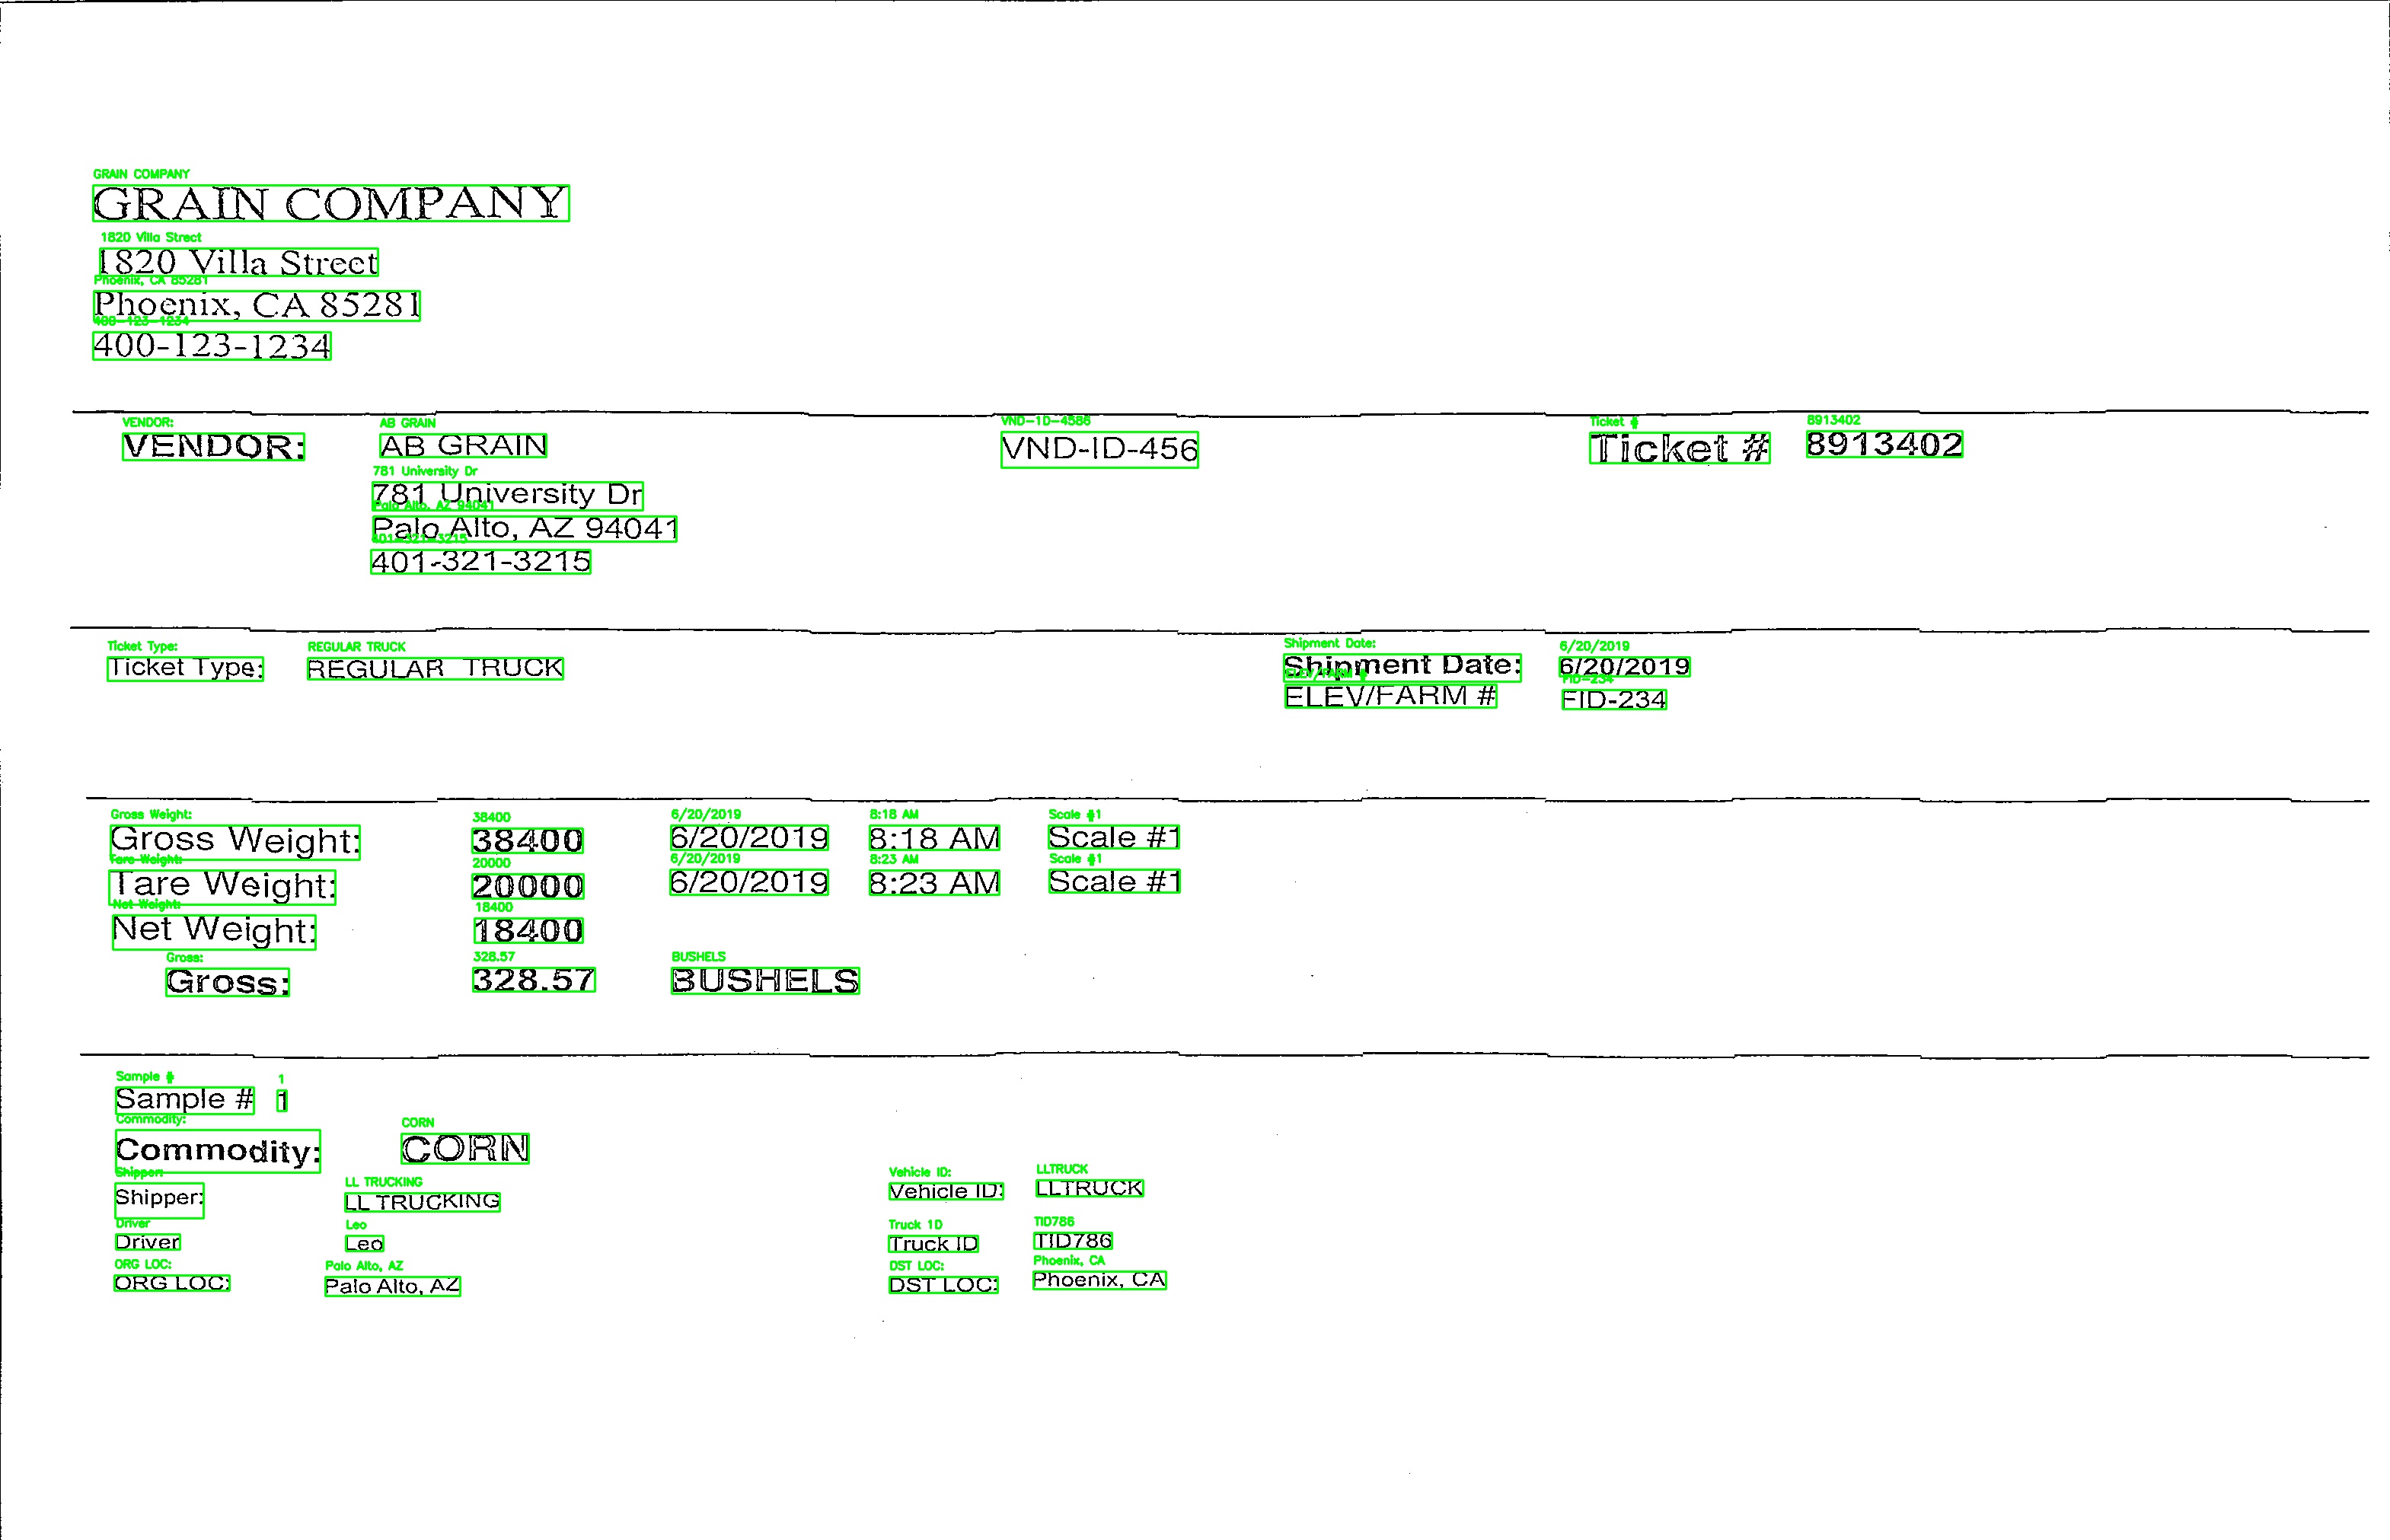 GRAIN COMPANY
GRAIN COMPANY
1820 Villa Street
1820 Villa Street
Phoenix, CA 85281
Phoenix, CA 85281
400-123-1234
400-123-1234
VENDOR: AB GRAIN VND-1D-4586 Ticket # 8913402
VENDOR: AB GRAIN VND-ID-456 Ticket # 8913402
781 University Dr
781 University Dr
Palo Alto, AZ 94041
Palo Alto, AZ 94041
401-321-3215
401-321-3215
Ticket Type: REGULAR TRUCK Shipment Date: 6/20/2019
Ticket Type: REGULAR TRUCK Shipment Date: 6/20/2019
ELEV/FARM # FID-234
ELEV/FARM # FID-234
Gross Weight: 38400 6/20/2019 8:18 AM Scale #1
Gross Weight: 38400 6/20/2019 8:18 AM Scale #1
Tare Weight: 20000 6/20/2019 8:23 AM Scale #1
Tare Weight: 20000 6/20/2019 8:23 AM Scale #1
Net Weight: 18400
Net Weight: 18400
Gross: 328.57 BUSHELS
Gross: 328.57 BUSHELS
Sample # 1
Sample # 1
Commodity: CORN
Commodity: CORN
Shipper: LL TRUCKING Vehicle ID: LLTRUCK
Shipper: LL TRUCKING Vehicle ID: LLTRUCK
Driver Leo Truck 1D TID786
Driver Leo Truck ID TID786
ORG LOC: Palo Alto, AZ DST LOC: Phoenix, CA
ORG LOC: Palo Alto, AZ DST LOC: Phoenix, CA